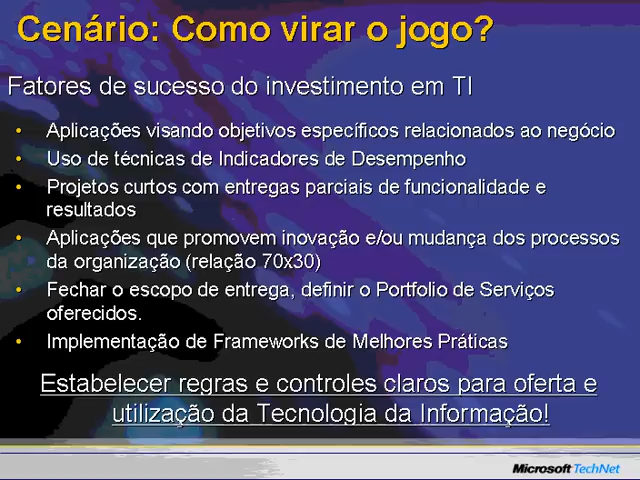 Cenário: Como virar o jogo?
Fatores de sucesso do investimento em TI
• Aplicações visando objetivos específicos relacionados ao negócio
• Uso de técnicas de Indicadores de Desempenho
• Projetos curtos com entregas parciais de funcionalidade e
resultados
• Aplicações que promovem inovação e/ou mudança dos processos
da organização (relação 70x30)
• Fechar o escopo de entrega, definir o Portfolio de Serviços
oferecidos.
• Implementação de Frameworks de Melhores Práticas
Estabelecer regras e controles claros para oferta e
utilização da Tecnologia da Informação!
Microsoft TechNet